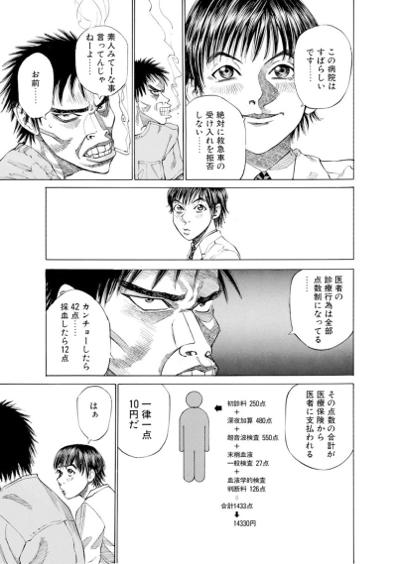 この病院は
すばらしい
です……
絶対に救急車の
受け入れを拒否
しない……
素人みてーな事
言ってんじゃ
ねーよ……
お前……
医者の
診療行為は全部
点数制になってる
……
カンチョーしたら
42点……
採血したら12点
その点数の合計が
医療保険から
医者に支払われる
初診料 250点
+
深夜加算 480点
+
超音波検査 550点
+
末梢血液
一般検査 27点
+
血液学的検査
判断料 126点
合計1433点
14330円
一律一点
10円だ
はぁ